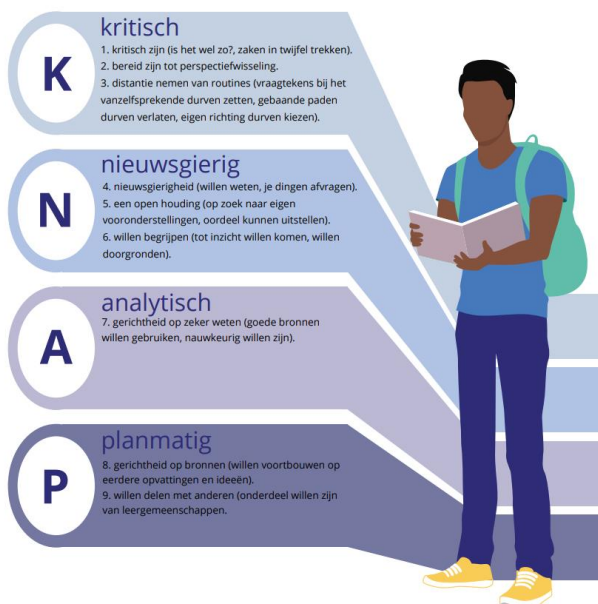 K
kritisch
1. kritisch zijn (is het wel zo?, zaken in twijfel trekken).
2. bereid zijn tot perspectiefwisseling.
3. distantie nemen van routines (vraagtekens bij het
vanzelfsprekende durven zetten, gebaande paden
durven verlaten, eigen richting durven kiezen).
N
nieuwsgierig
4. nieuwsgierigheid (willen weten, je dingen afvragen).
5. een open houding (op zoek naar eigen
vooronderstellingen, oordeel kunnen uitstellen).
6. willen begrijpen (tot inzicht willen komen, willen
doorgronden).
A
analytisch
7. gerichtheid op zeker weten (goede bronnen
willen gebruiken, nauwkeurig willen zijn).
P
planmatig
8. gerichtheid op bronnen (willen voortbouwen op
eerdere opvattingen en ideeën).
9. willen delen met anderen (onderdeel willen zijn
van leergemeenschappen.